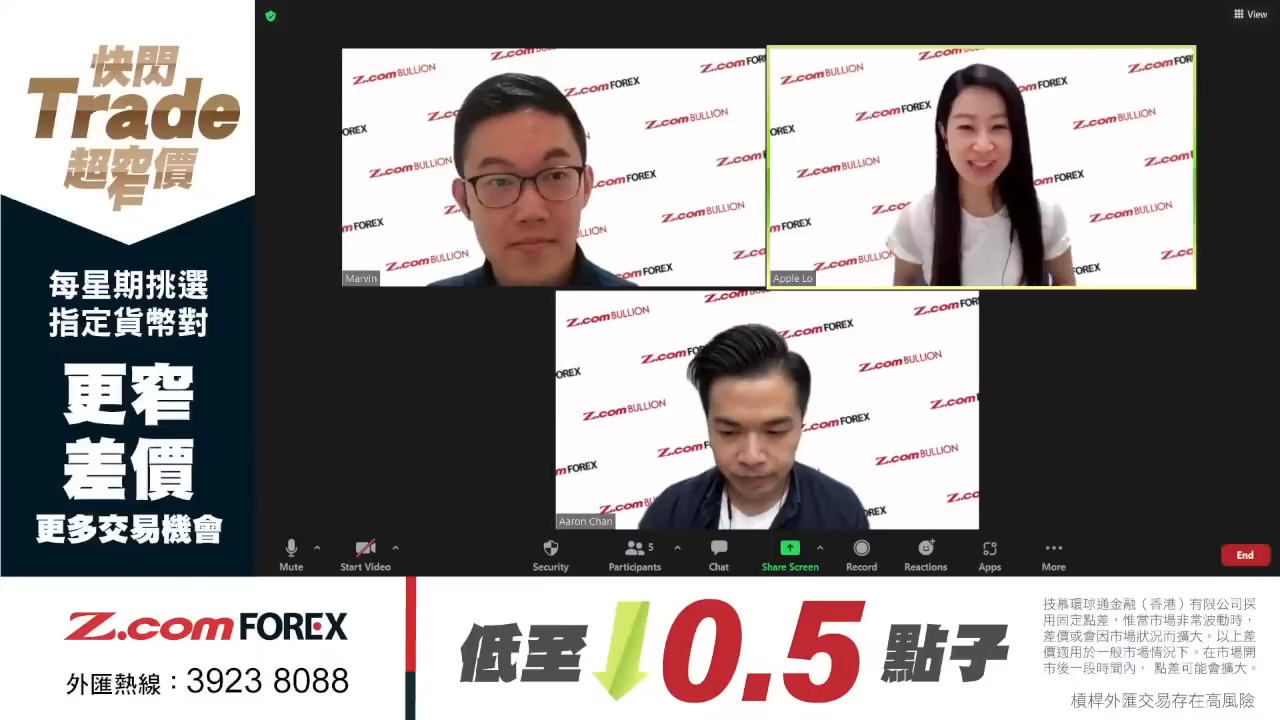 快閃
Trade
超窄價
每星期挑選
指定貨幣對
更窄
差價
更多交易機會
View
Z.com BULLION
Z.com FOREX
Marvin
Apple Lo
Aaron Chan
Mute
Start Video
Security
5
Participants
Chat
Share Screen
Record
Reactions
Apps
More
End
Z.com FOREX
外匯熱線：3923 8088
低至 0.5 點子
技慕環球通金融（香港）有限公司採
用固定點差，惟當市場非常波動時，
差價或會因市場狀況而擴大。以上差
價適用於一般市場情況下。在市場開
市後一段時間內， 點差可能會擴大。
槓桿外匯交易存在高風險